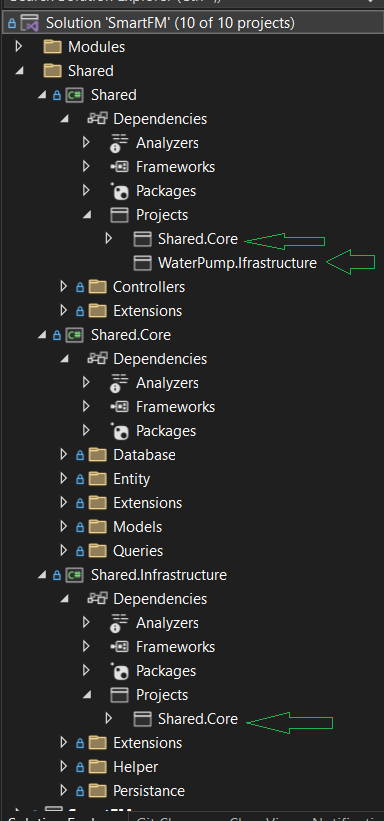 Solution 'SmartFM' (10 of 10 projects)
Modules
Shared
C# Shared
Dependencies
Analyzers
Frameworks
Packages
Projects
Shared.Core
WaterPump.Ifrastructure
Controllers
Extensions
C# Shared.Core
Dependencies
Analyzers
Frameworks
Packages
Database
Entity
Extensions
Models
Queries
C# Shared.Infrastructure
Dependencies
Analyzers
Frameworks
Packages
Projects
Shared.Core
Extensions
Helper
Persistance